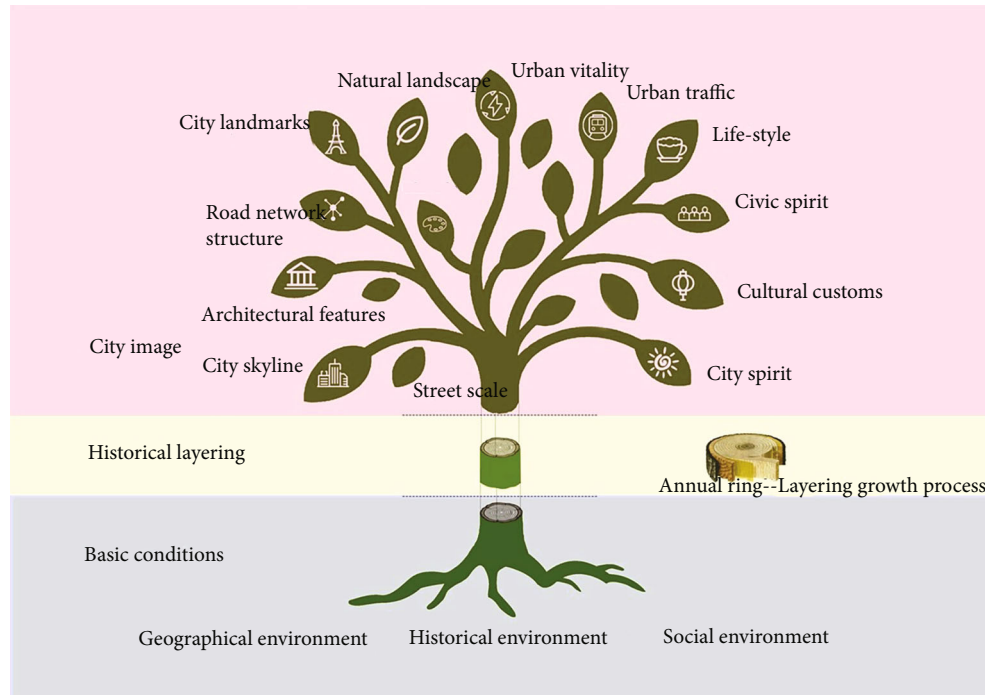 Urban vitality
Natural landscape
Urban traffic
City landmarks
Life-style
Civic spirit
Road network
structure
Cultural customs
Architectural features
City image
City skyline
City spirit
Street scale
Historical layering
Annual ring--Layering growth process
Basic conditions
Geographical environment
Historical environment
Social environment